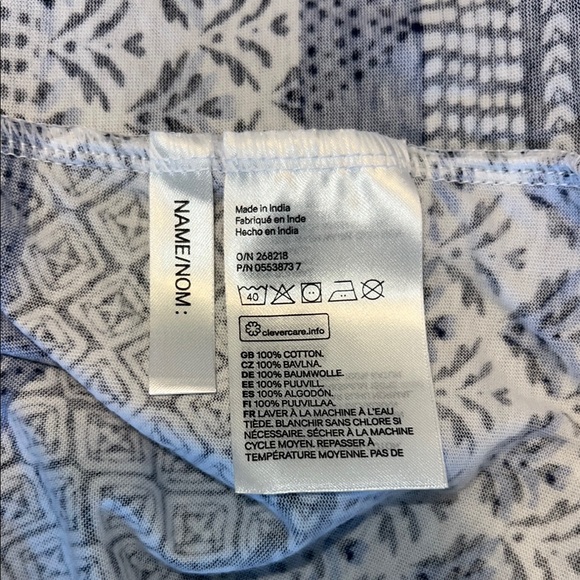 NAME/NOM:
Made in India
Fabriqué en Inde
Hecho en India
O/N 268218
P/N 0553873 7
40
clevercare.info
GB 100% COTTON.
CZ 100% BAVLNA.
DE 100% BAUMWOLLE.
EE 100% PUUVILL.
ES 100% ALGODÓN.
FI 100% PUUVILLAA.
FR LAVER À LA MACHINE À L'EAU
TIÈDE. BLANCHIR SANS CHLORE SI
NÉCESSAIRE. SÉCHER À LA MACHINE
CYCLE MOYEN. REPASSER À
TEMPÉRATURE MOYENNE. PAS DE